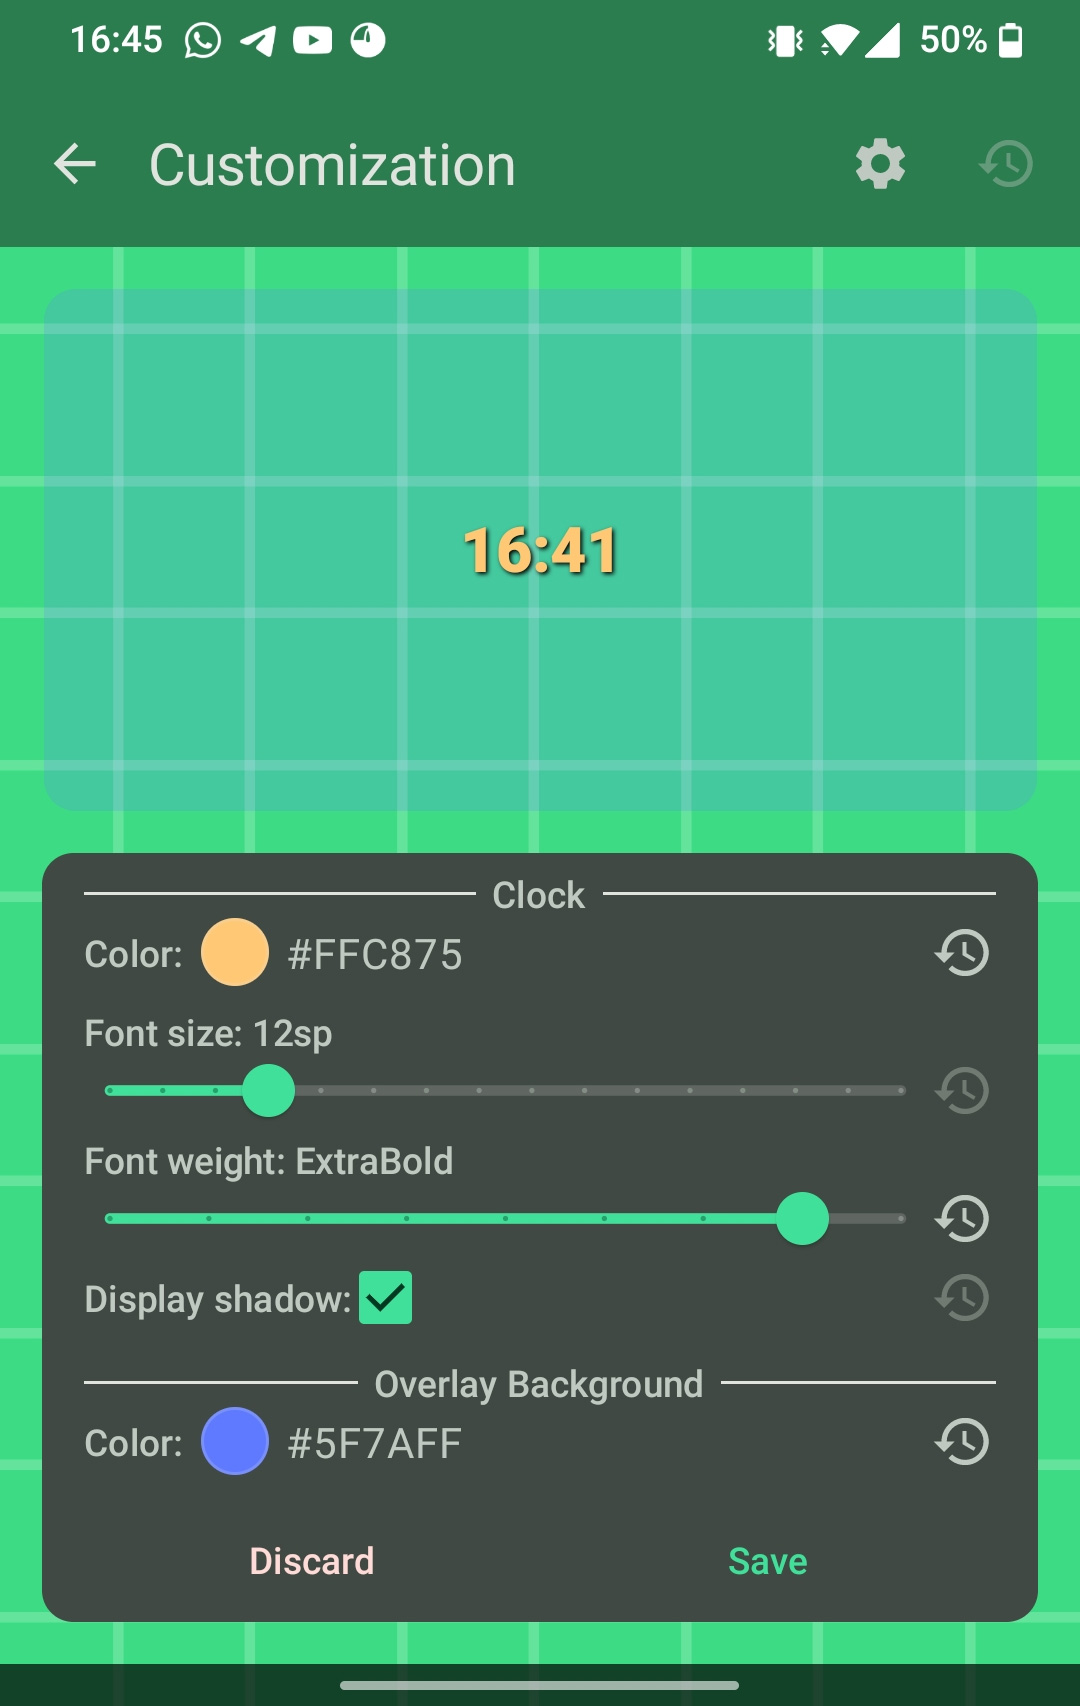 16:45 50%
Customization
16:41
Clock
Color: #FFC875
Font size: 12sp
Font weight: ExtraBold
Display shadow:
Overlay Background
Color: #5F7AFF
Discard Save